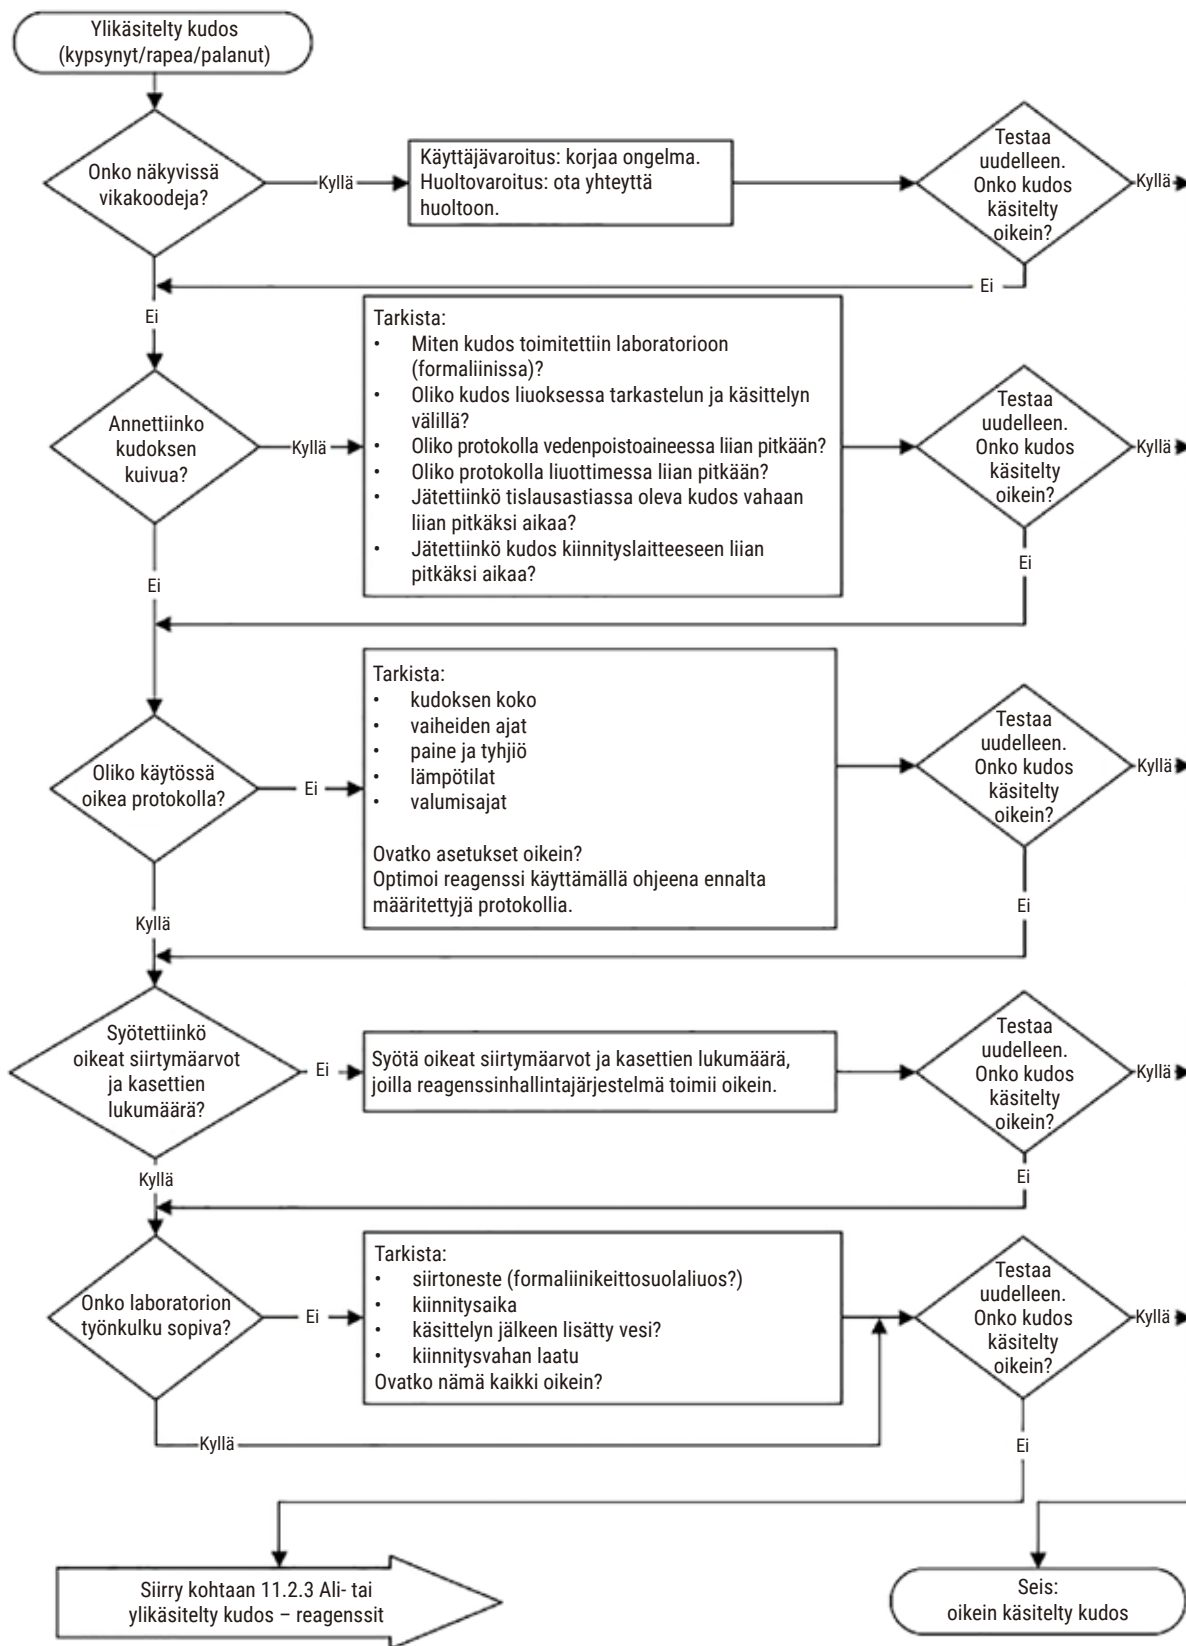 Ylikäsitelty kudos
(kypsynyt/rapea/palanut)
Onko näkyvissä
vikakoodeja?
Kyllä
Käyttäjävaroitus: korjaa ongelma.
Huoltovaroitus: ota yhteyttä
huoltoon.
Testaa
uudelleen.
Onko kudos
käsitelty
oikein?
Kyllä
Ei
Ei
Annettiinko
kudoksen
kuivua?
Kyllä
Tarkista:
• Miten kudos toimitettiin laboratorioon
(formaliinissa)?
• Oliko kudos liuoksessa tarkastelun ja käsittelyn
välillä?
• Oliko protokolla vedenpoistoaineessa liian pitkään?
• Oliko protokolla liuottimessa liian pitkään?
• Jätettiinkö tislausastiassa oleva kudos vahaan
liian pitkäksi aikaa?
• Jätettiinkö kudos kiinnityslaitteeseen liian
pitkäksi aikaa?
Testaa
uudelleen.
Onko kudos
käsitelty
oikein?
Kyllä
Ei
Ei
Oliko käytössä
oikea protokolla?
Ei
Tarkista:
• kudoksen koko
• vaiheiden ajat
• paine ja tyhjiö
• lämpötilat
• valumisajat
Ovatko asetukset oikein?
Optimoi reagenssi käyttämällä ohjeena ennalta
määritettyjä protokollia.
Testaa
uudelleen.
Onko kudos
käsitelty
oikein?
Kyllä
Ei
Kyllä
Syötettiinkö
oikeat siirtymäarvot
ja kasettien
lukumäärä?
Ei
Syötä oikeat siirtymäarvot ja kasettien lukumäärä,
joilla reagenssinhallintajärjestelmä toimii oikein.
Testaa
uudelleen.
Onko kudos
käsitelty
oikein?
Kyllä
Ei
Kyllä
Onko laboratorion
työnkulku sopiva?
Ei
Tarkista:
• siirtoneste (formaliinikeittosuolaliuos?)
• kiinnitysaika
• käsittelyn jälkeen lisätty vesi?
• kiinnitysvahan laatu
Ovatko nämä kaikki oikein?
Testaa
uudelleen.
Onko kudos
käsitelty
oikein?
Kyllä
Kyllä
Ei
Siirry kohtaan 11.2.3 Ali- tai
ylikäsitelty kudos – reagenssit
Seis:
oikein käsitelty kudos